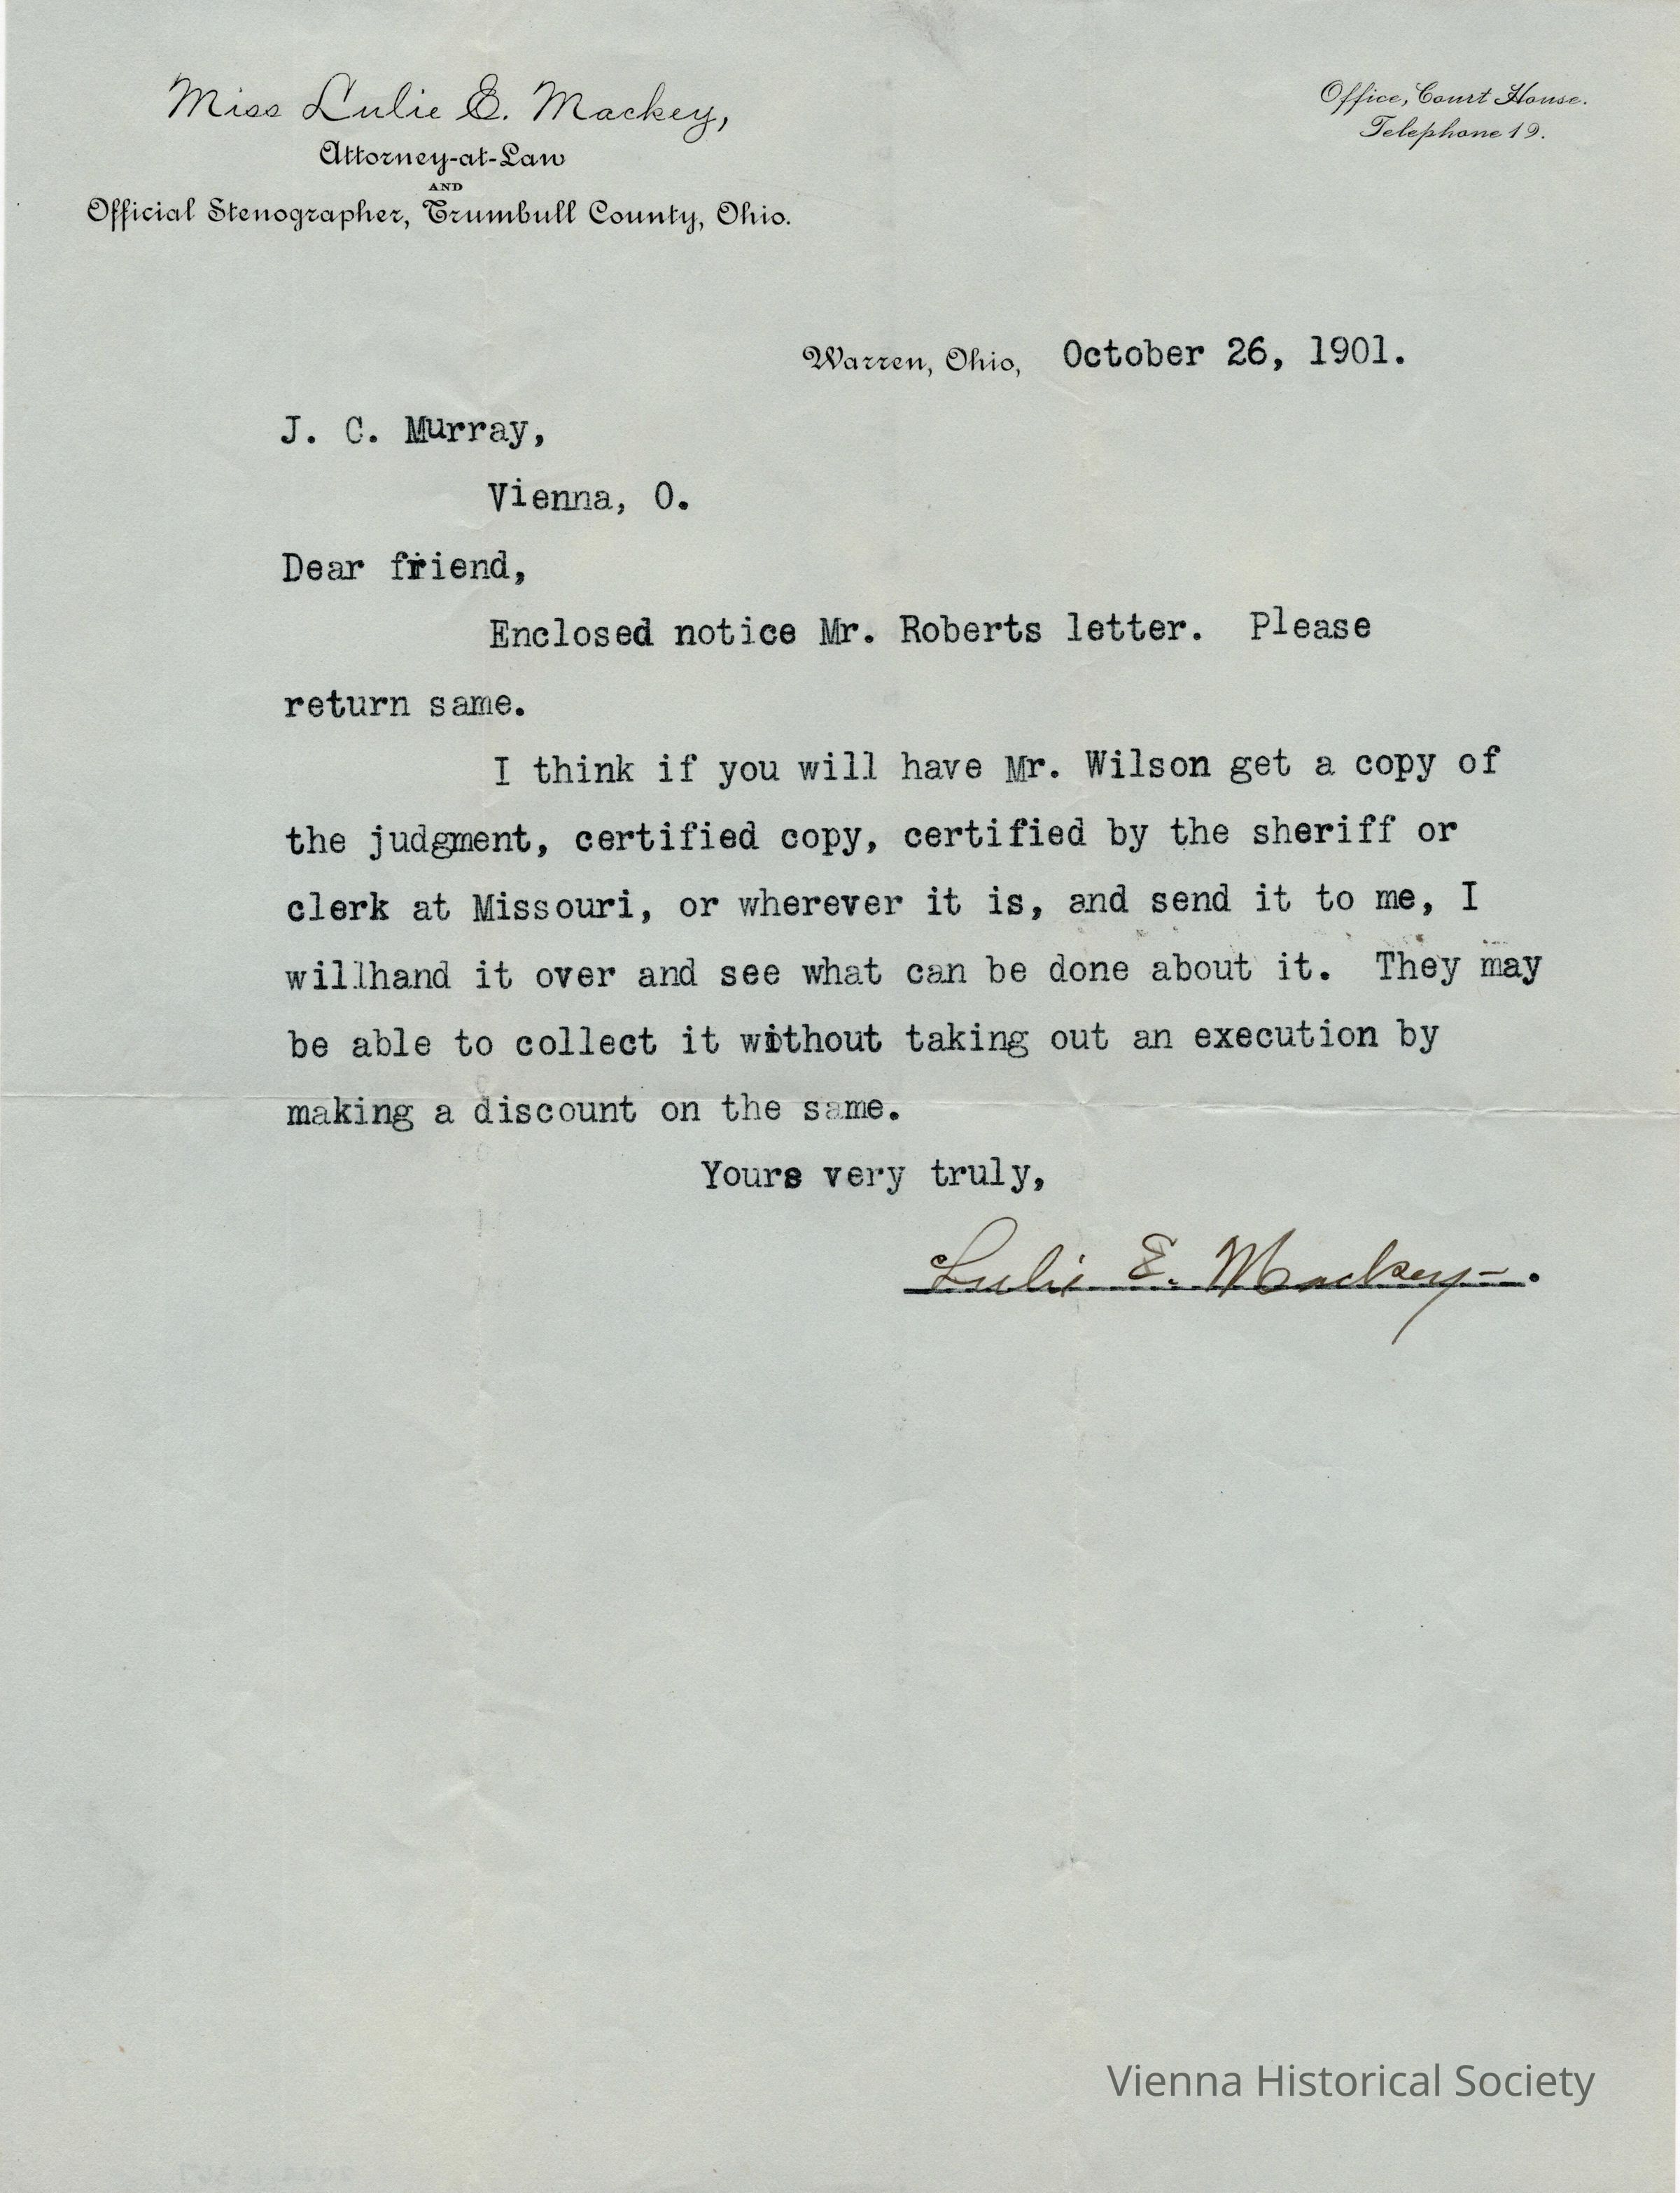 Miss Lulie E. Mackey,
Attorney-at-Law
AND
Official Stenographer, Trumbull County, Ohio.
Office, Court House.
Telephone 19.
Warren, Ohio, October 26, 1901.
J. C. Murray,
Vienna, O.
Dear friend,
Enclosed notice Mr. Roberts letter. Please
return same.
I think if you will have Mr. Wilson get a copy of
the judgment, certified copy, certified by the sheriff or
clerk at Missouri, or wherever it is, and send it to me, I
willhand it over and see what can be done about it. They may
be able to collect it without taking out an execution by
making a discount on the same.
Yours very truly,
Lulie E. Mackey-.
Vienna Historical Society